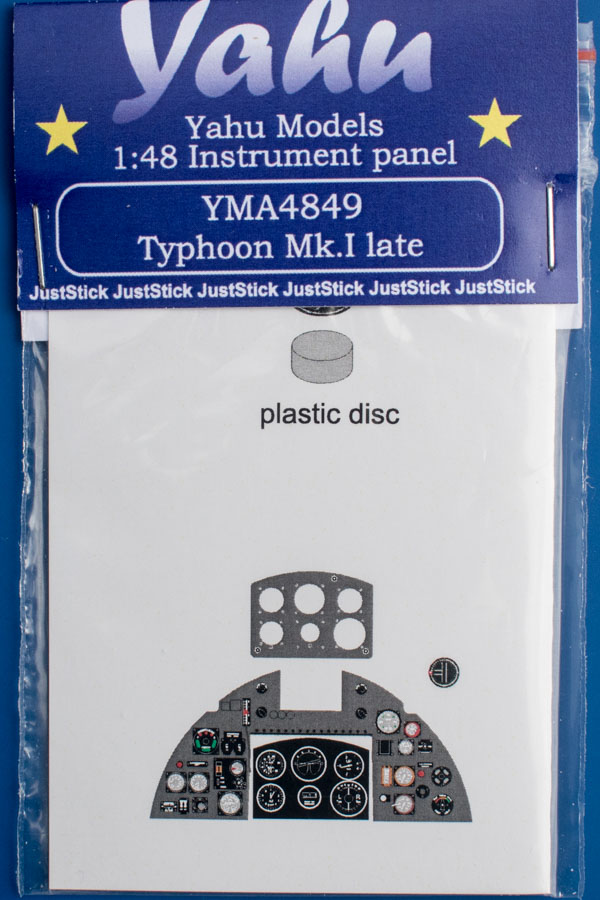 Yahu
Yahu Models
1:48 Instrument panel
YMA4849
Typhoon Mk.I late
JustStick JustStick JustStick JustStick JustStick JustStick
plastic disc